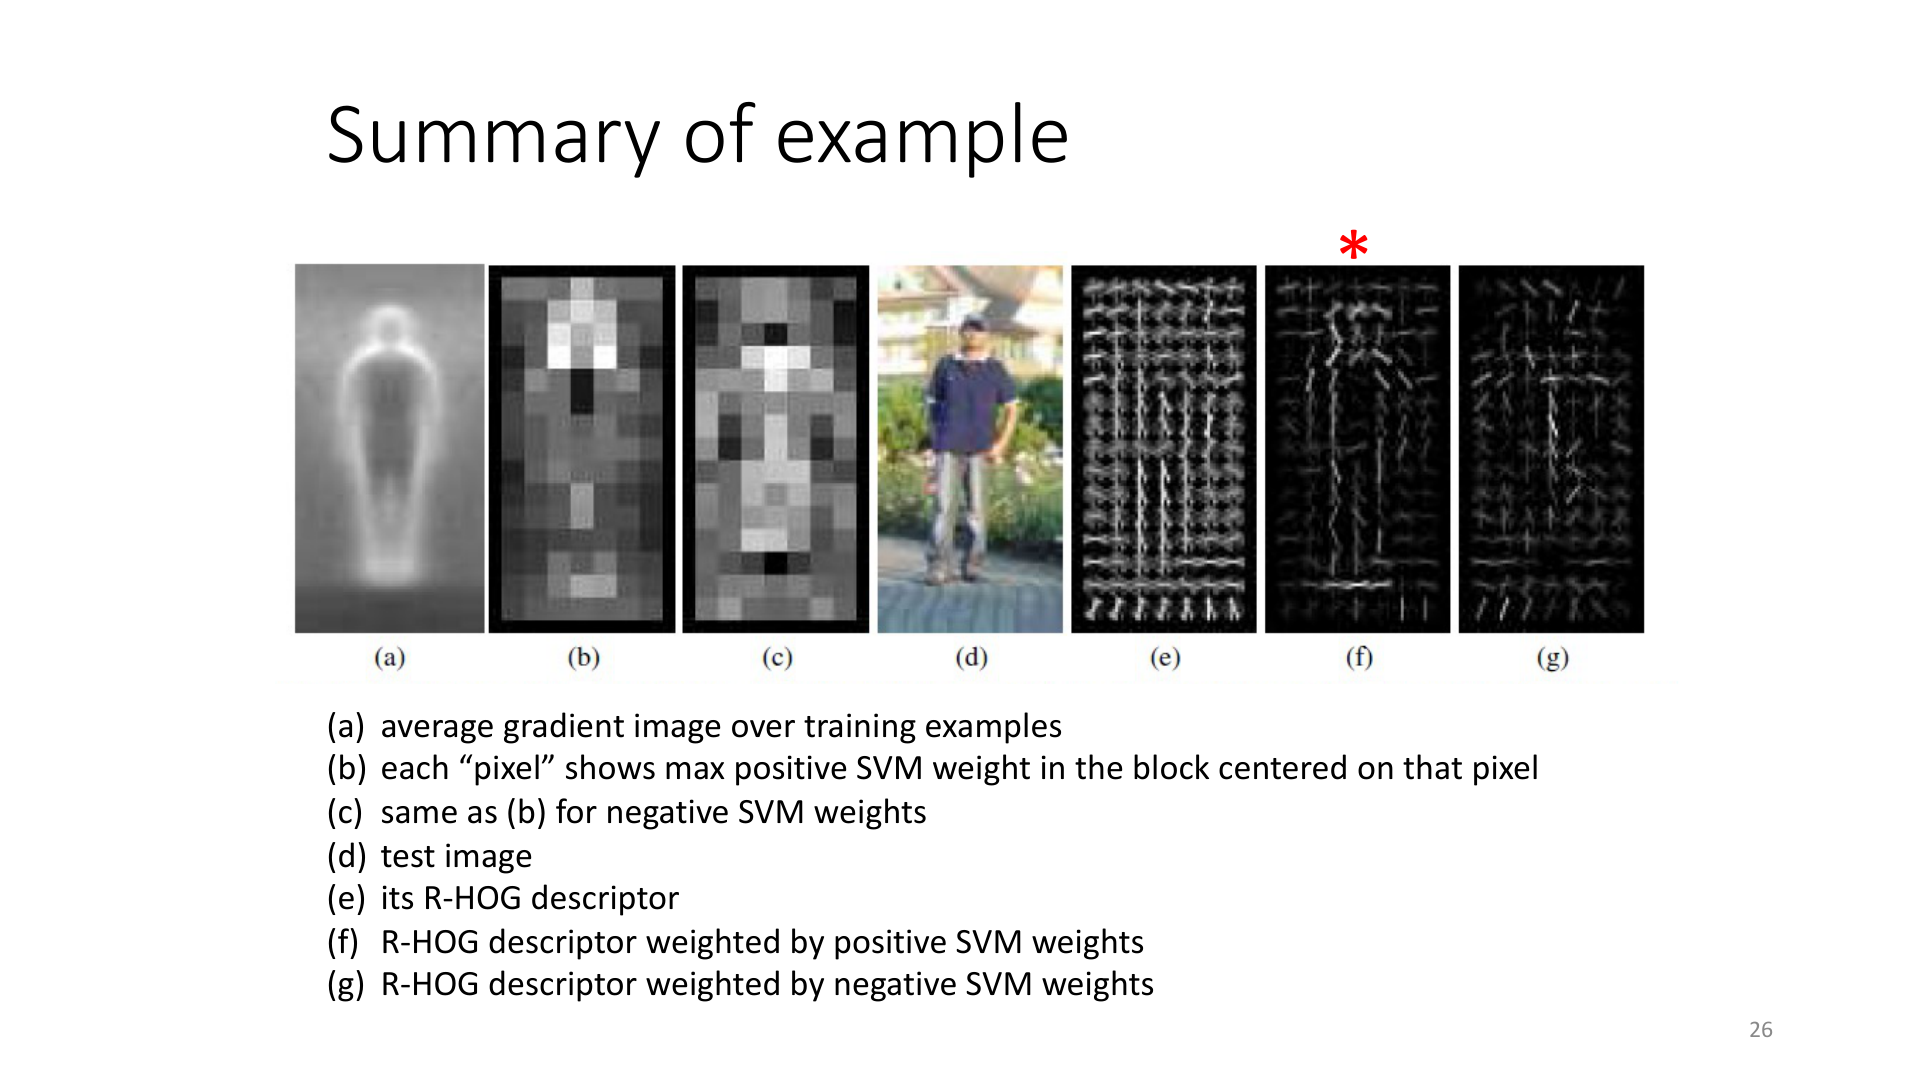 Summary of example
*
(a) (b) (c) (d) (e) (f) (g)
(a) average gradient image over training examples
(b) each “pixel” shows max positive SVM weight in the block centered on that pixel
(c) same as (b) for negative SVM weights
(d) test image
(e) its R-HOG descriptor
(f) R-HOG descriptor weighted by positive SVM weights
(g) R-HOG descriptor weighted by negative SVM weights
26